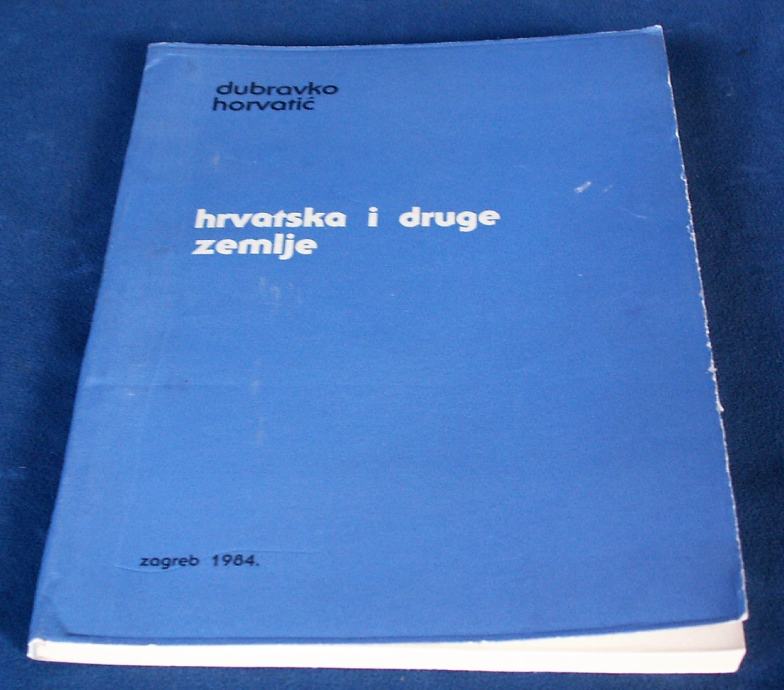 dubravko
horvatić
hrvatska i druge
zemlje
zagreb 1984.